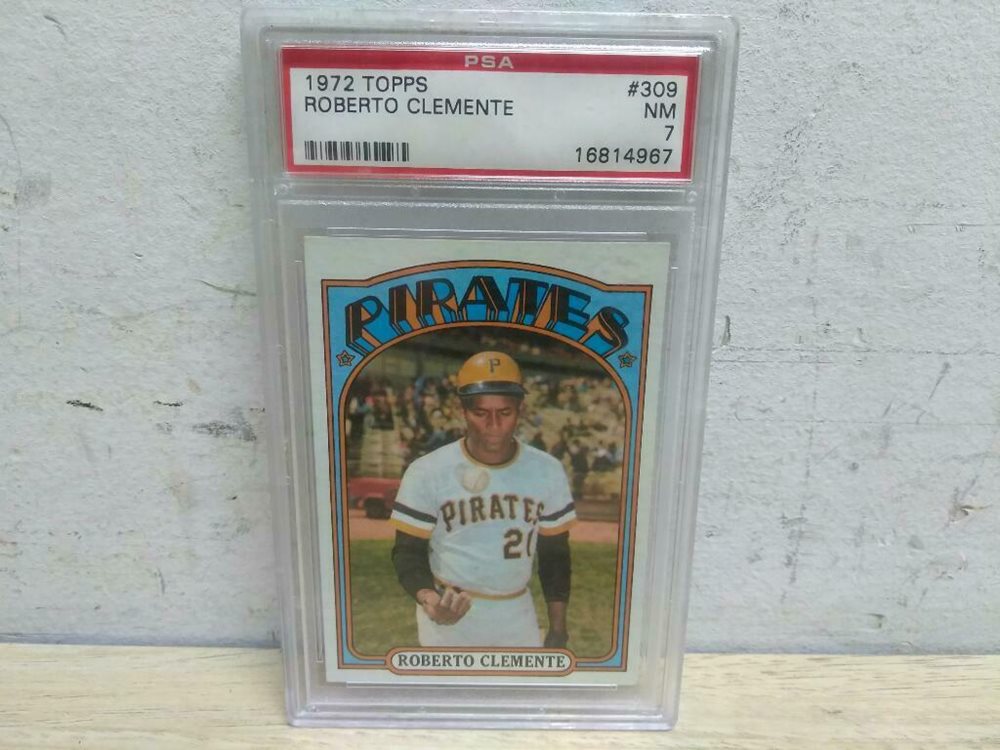 PSA
1972 TOPPS #309
ROBERTO CLEMENTE NM
7
16814967
PIRATES
P
PIRATES
21
ROBERTO CLEMENTE